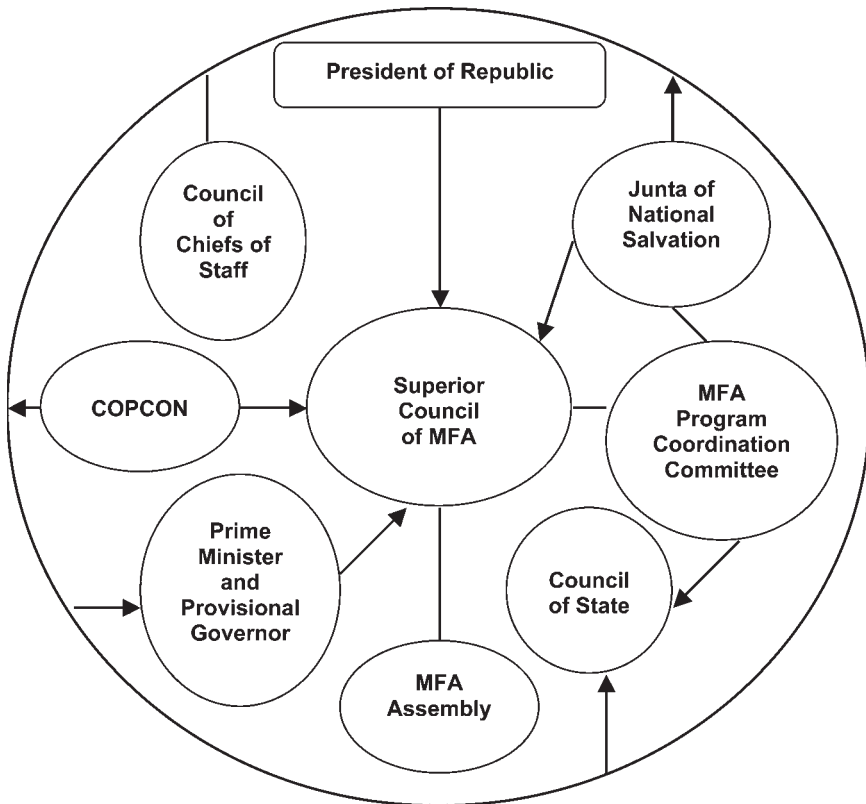 President of Republic
Council
of
Chiefs of
Staff
Junta of
National
Salvation
COPCON
Superior
Council
of MFA
MFA
Program
Coordination
Committee
Prime
Minister
and
Provisional
Governor
Council
of State
MFA
Assembly